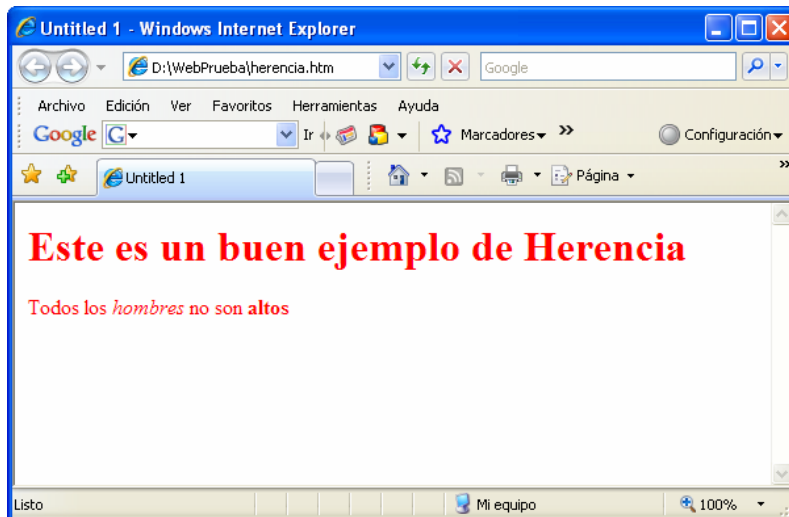 Untitled 1 - Windows Internet Explorer
D:\WebPrueba\herencia.htm Google
Archivo Edición Ver Favoritos Herramientas Ayuda
Google G Ir Marcadores Configuración
Untitled 1 Página
Este es un buen ejemplo de Herencia
Todos los hombres no son altos
Listo Mi equipo 100%